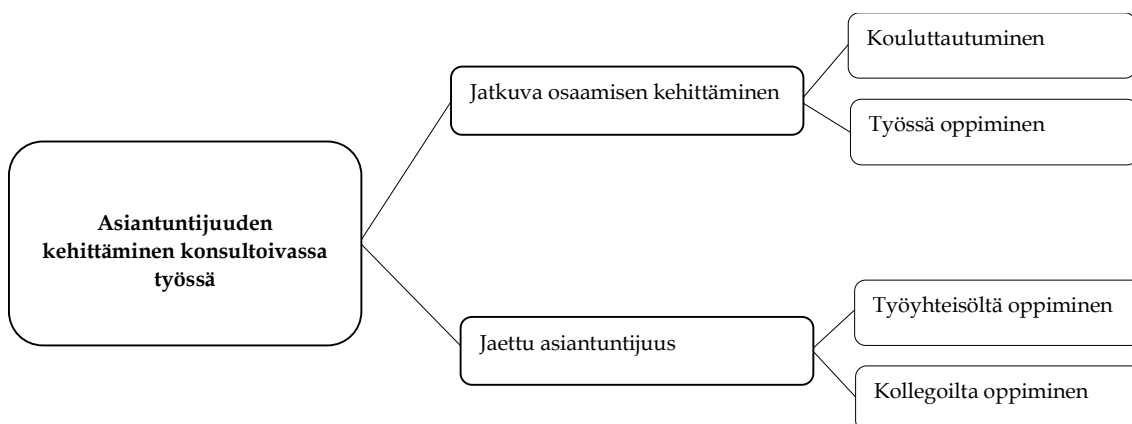 Asiantuntijuuden
kehittäminen konsultoivassa
työssä
Jatkuva osaamisen kehittäminen
Kouluttautuminen
Työssä oppiminen
Jaettu asiantuntijuus
Työyhteisöltä oppiminen
Kollegoilta oppiminen